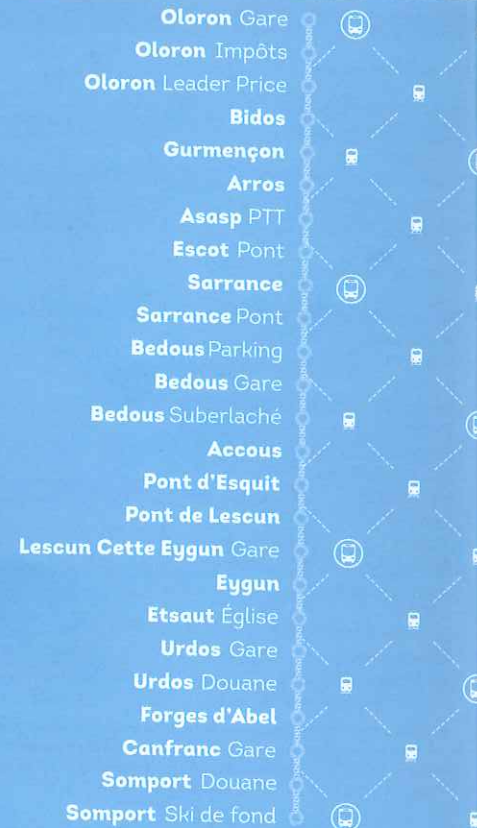 Oloron Gare
Oloron Impôts
Oloron Leader Price
Bidos
Gurmençon
Arros
Asasp PTT
Escot Pont
Sarrance
Sarrance Pont
Bedous Parking
Bedous Gare
Bedous Suberlaché
Accous
Pont d'Esquit
Pont de Lescun
Lescun Cette Eygun Gare
Eygun
Etsaut Église
Urdos Gare
Urdos Douane
Forges d'Abel
Canfranc Gare
Somport Douane
Somport Ski de fond